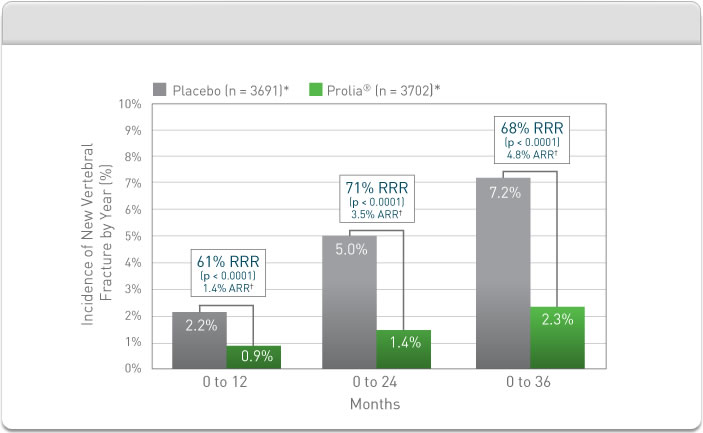 Placebo (n = 3691)* Prolia® (n = 3702)*
Incidence of New Vertebral
Fracture by Year (%)
10%
9%
8%
7%
6%
5%
4%
3%
2%
1%
0%
61% RRR
(p < 0.0001)
1.4% ARR†
2.2%
0.9%
71% RRR
(p < 0.0001)
3.5% ARR†
5.0%
1.4%
68% RRR
(p < 0.0001)
4.8% ARR†
7.2%
2.3%
0 to 12 0 to 24 0 to 36
Months